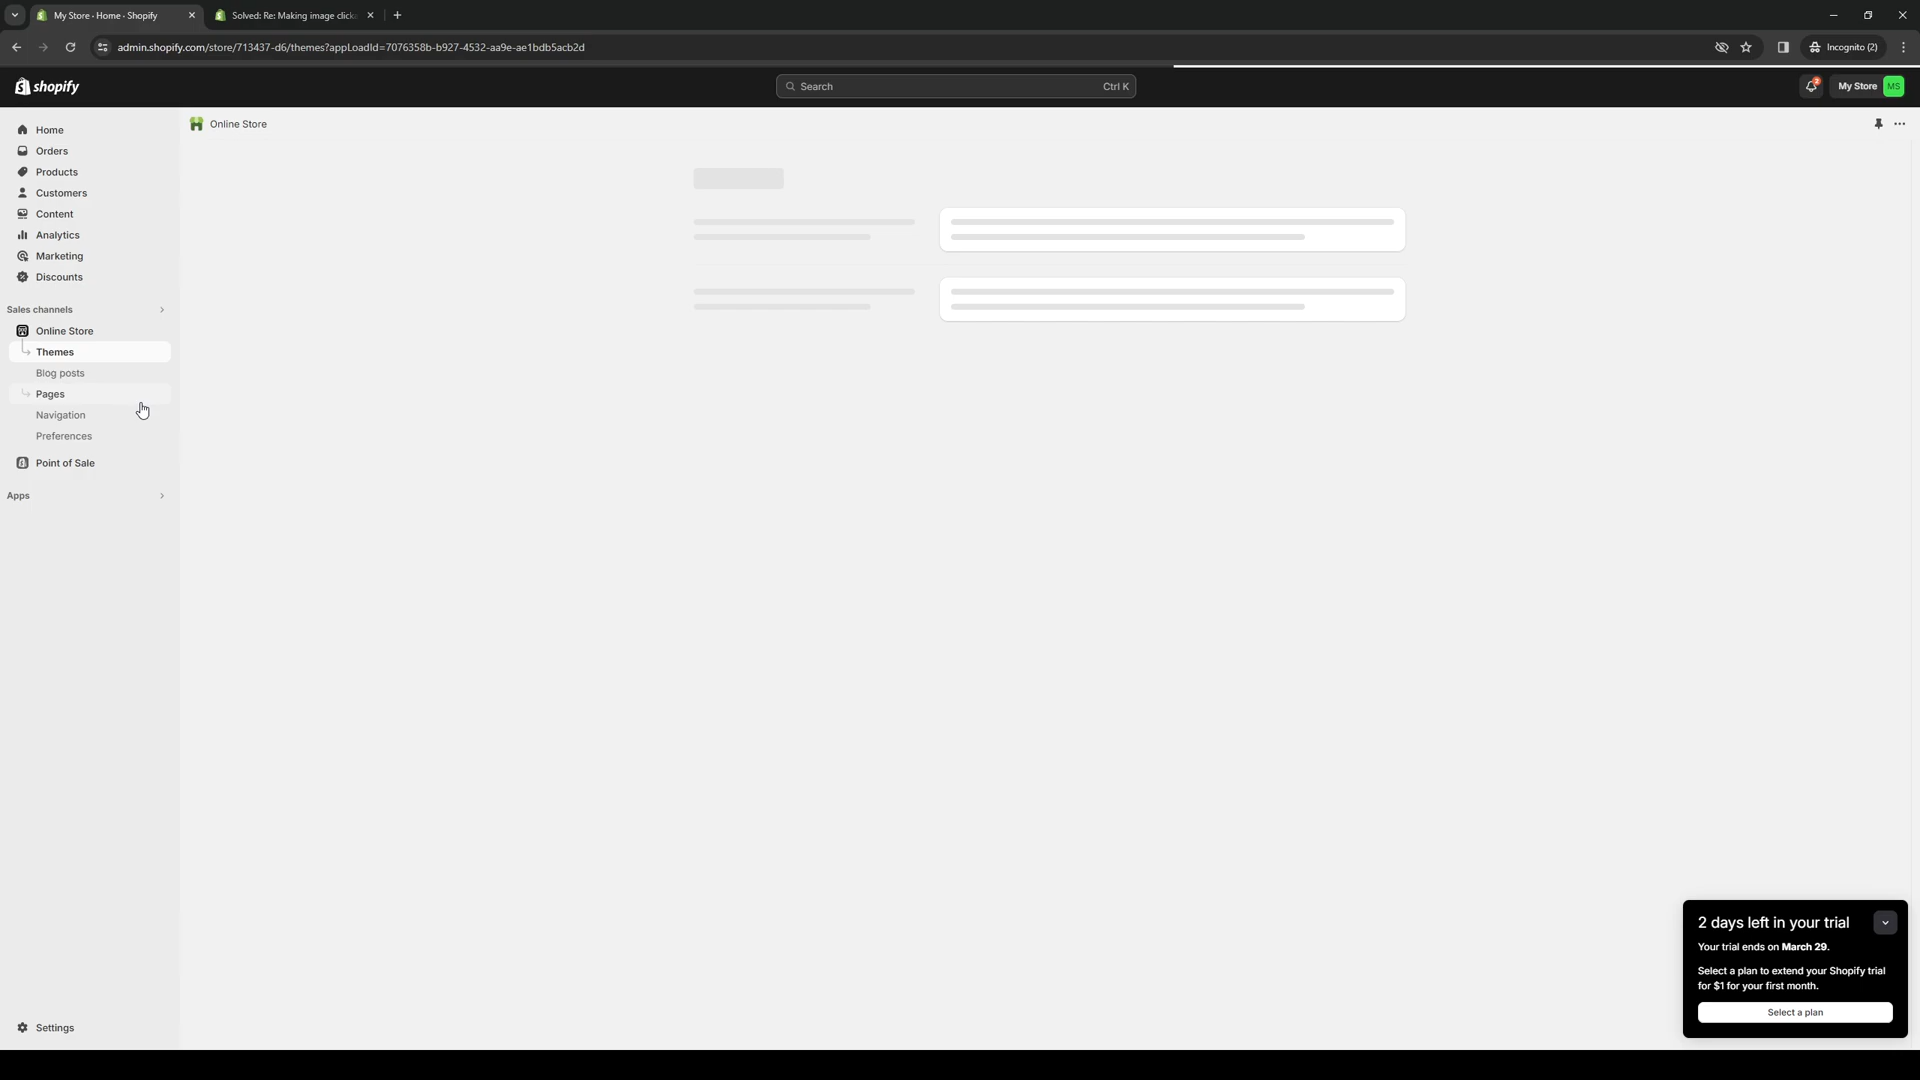 My Store · Home · Shopify
Solved: Re: Making image clicka
admin.shopify.com/store/713437-d6/themes?appLoadId=7076358b-b927-4532-aa9e-ae1bdb5acb2d
Incognito (2)
shopify
Search
Ctrl K
2
My Store
MS
Home
Orders
Products
Customers
Content
Analytics
Marketing
Discounts
Sales channels
Online Store
Themes
Blog posts
Pages
Navigation
Preferences
Point of Sale
Apps
Settings
Online Store
2 days left in your trial
Your trial ends on March 29.
Select a plan to extend your Shopify trial
for $1 for your first month.
Select a plan